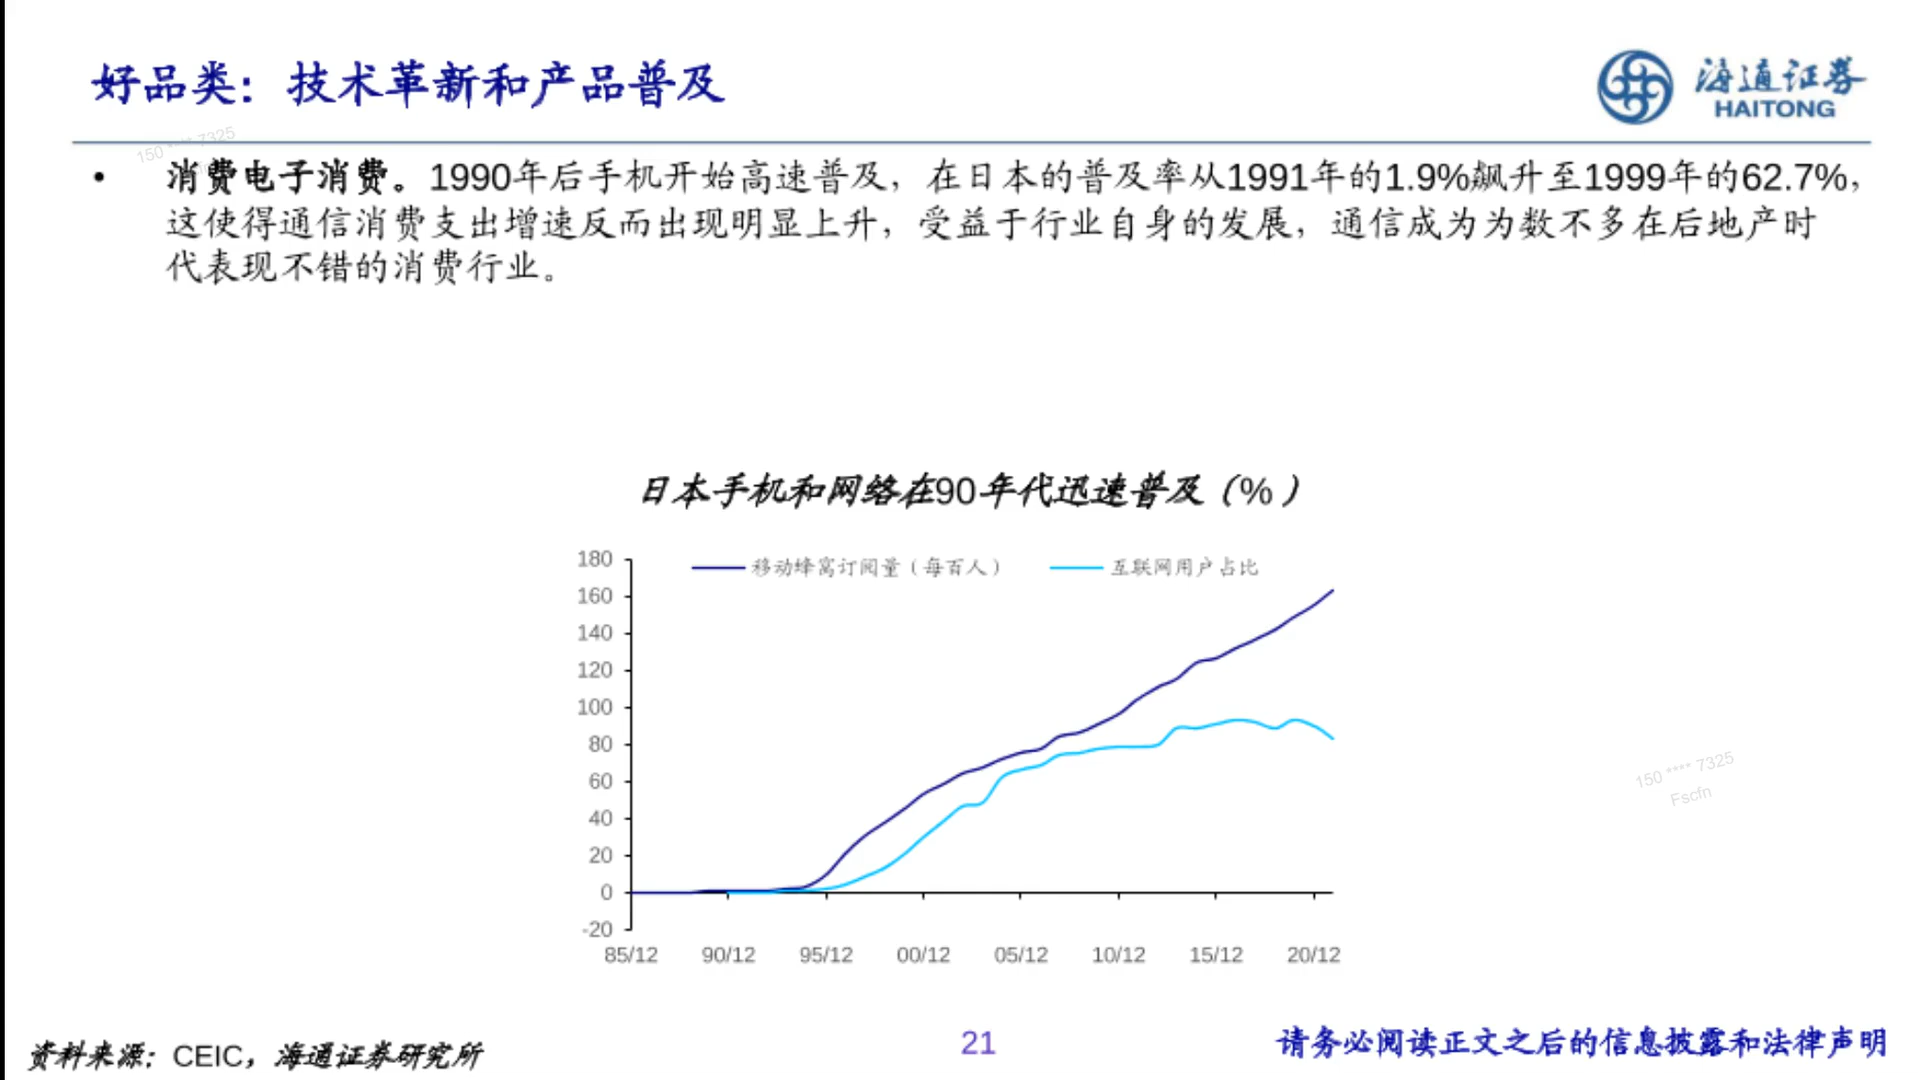 好品类：技术革新和产品普及
海通证券
HAITONG
150 **** 7325
• 消费电子消费。1990年后手机开始高速普及，在日本的普及率从1991年的1.9%飙升至1999年的62.7%，
这使得通信消费支出增速反而出现明显上升，受益于行业自身的发展，通信成为为数不多在后地产时
代表现不错的消费行业。
日本手机和网络在90年代迅速普及（%）
移动蜂窝订阅量（每百人） 互联网用户占比
180
160
140
120
100
80
60
40
20
0
-20
85/12 90/12 95/12 00/12 05/12 10/12 15/12 20/12
150 **** 7325
Fscfn
资料来源：CEIC，海通证券研究所
21
请务必阅读正文之后的信息披露和法律声明